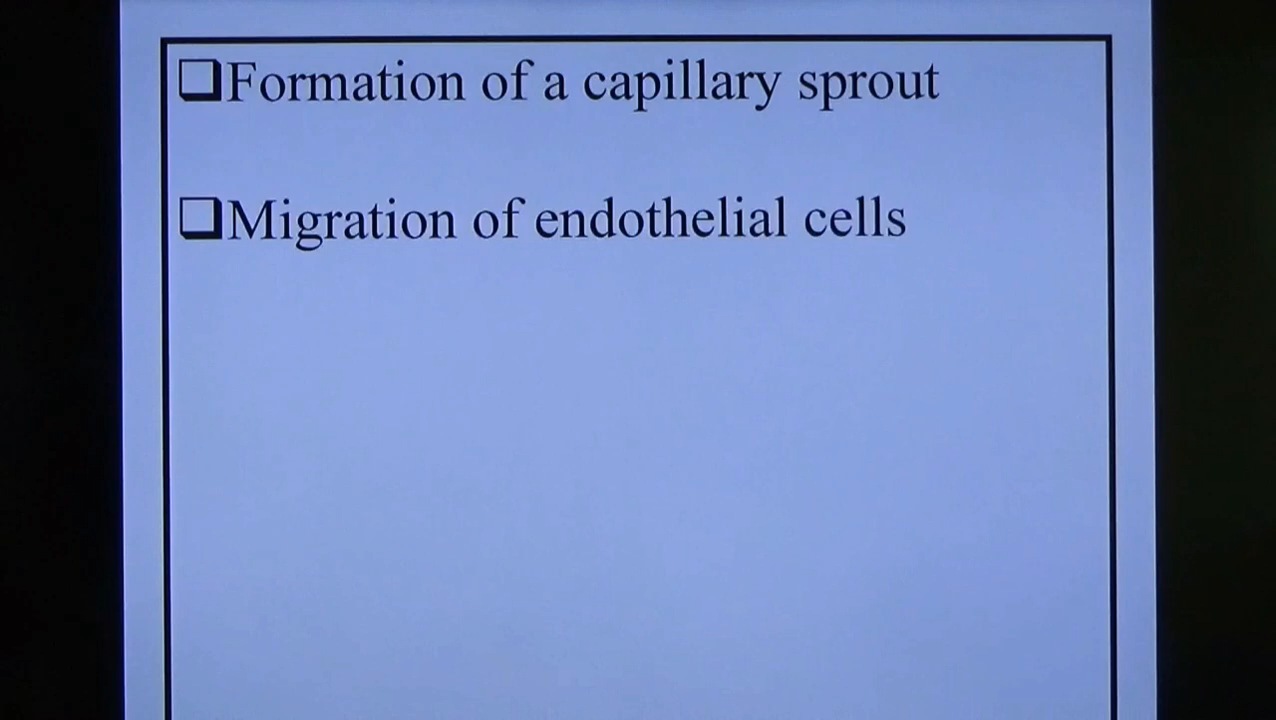 ❑Formation of a capillary sprout
❑Migration of endothelial cells